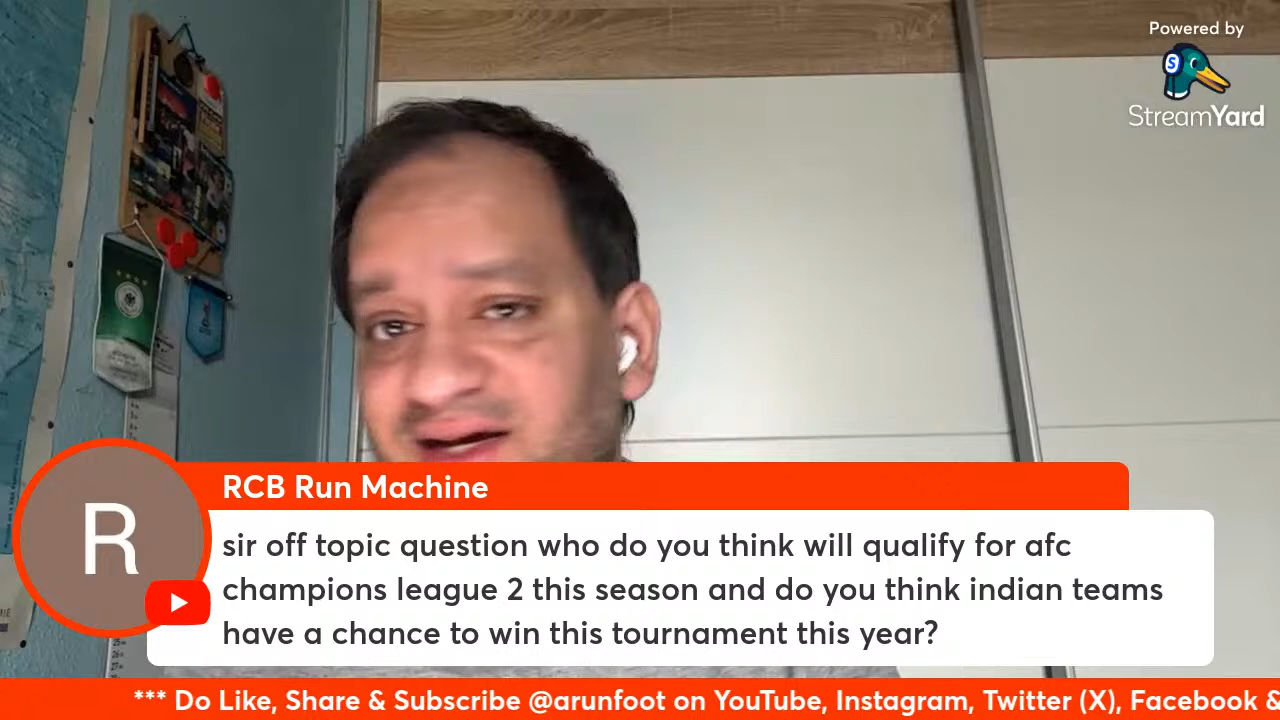 Powered by
StreamYard
RCB Run Machine
sir off topic question who do you think will qualify for afc
champions league 2 this season and do you think indian teams
have a chance to win this tournament this year?
*** Do Like, Share & Subscribe @arunfoot on YouTube, Instagram, Twitter (X), Facebook &
R
S